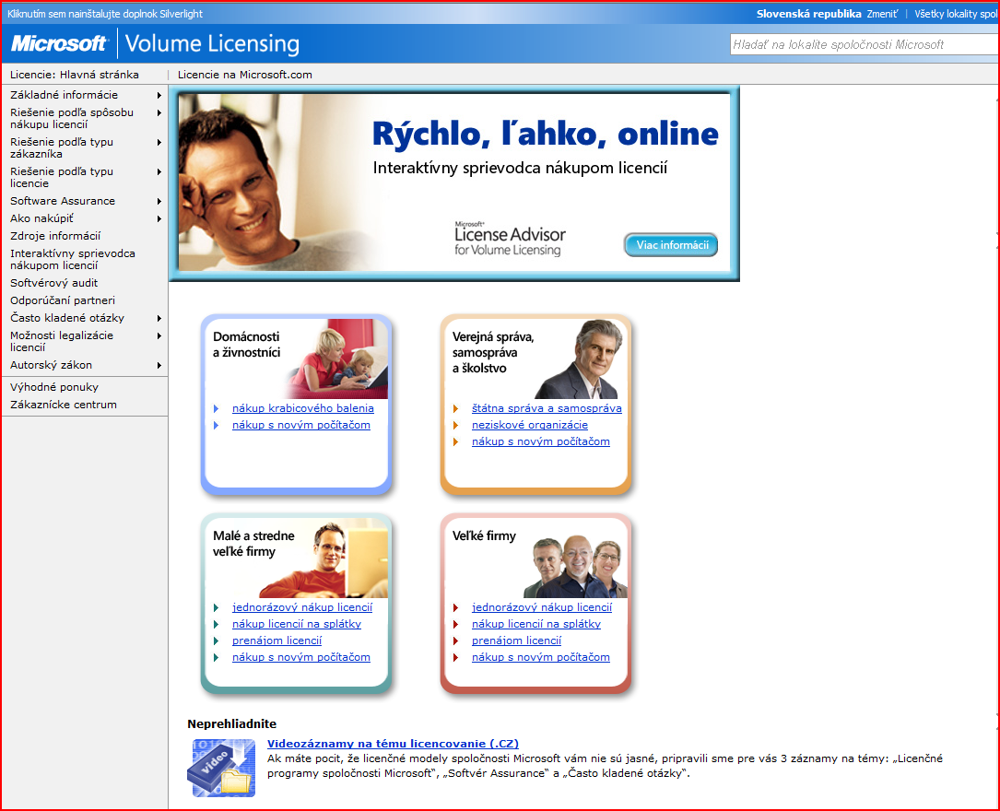 Kliknutím sem nainštalujte doplnok Silverlight
Slovenská republika Zmeniť | Všetky lokality spol
Microsoft Volume Licensing
Hladať na lokalite spoločnosti Microsoft
Licencie: Hlavná stránka | Licencie na Microsoft.com
Základné informácie
Riešenie podľa spôsobu
nákupu licencií
Riešenie podľa typu
zákazníka
Riešenie podľa typu
licencie
Software Assurance
Ako nakúpiť
Zdroje informácií
Interaktívny sprievodca
nákupom licencií
Softvérový audit
Odporúčaní partneri
Často kladené otázky
Možnosti legalizácie
licencií
Autorský zákon
Výhodné ponuky
Zákaznícke centrum
Rýchlo, ľahko, online
Interaktívny sprievodca nákupom licencií
Microsoft
License Advisor
for Volume Licensing
Viac informácií
Domácnosti
a živnostníci
nákup krabicového balenia
nákup s novým počítačom
Verejná správa,
samospráva
a školstvo
štátna správa a samospráva
neziskové organizácie
nákup s novým počítačom
Malé a stredne
veľké firmy
jednorázový nákup licencií
nákup licencií na splátky
prenájom licencií
nákup s novým počítačom
Veľké firmy
jednorázový nákup licencií
nákup licencií na splátky
prenájom licencií
nákup s novým počítačom
Neprehliadnite
video
Videozáznamy na tému licencovanie (.CZ)
Ak máte pocit, že licenčné modely spoločnosti Microsoft vám nie sú jasné, pripravili sme pre vás 3 záznamy na témy: „Licenčné
programy spoločnosti Microsoft“, „Softvér Assurance“ a „Často kladené otázky“.